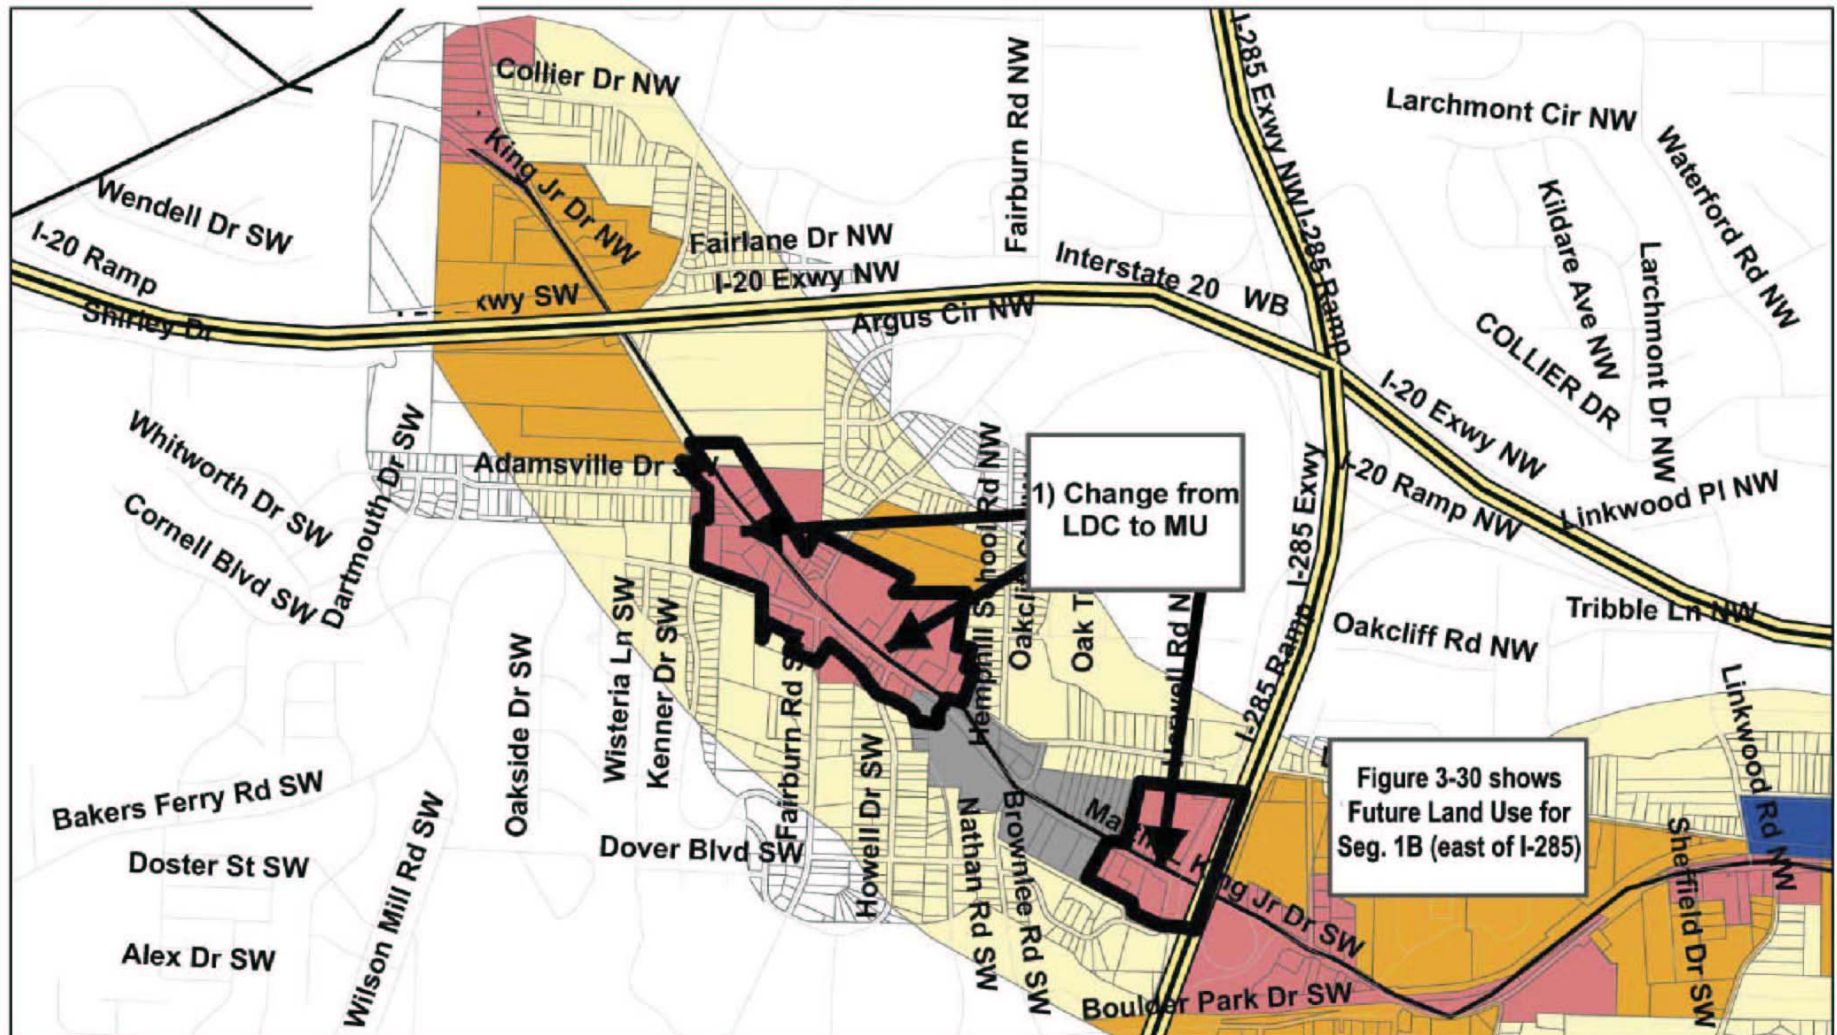 Collier Dr NW
King Jr Dr NW
Wendell Dr SW
I-20 Ramp
Shirley Dr
xwy SW
Fairlane Dr NW
I-20 Exwy NW
Argus Cir NW
Fairburn Rd NW
Interstate 20 WB
I-285 Exwy NW
I-285 Ramp
Larchmont Cir NW
Waterford Rd NW
Kildare Ave NW
Larchmont Dr NW
COLLIER DR
I-20 Exwy NW
I-20 Ramp NW
Linkwood Pl NW
Tribble Ln NW
Oakcliff Rd NW
I-285 Exwy
I-285 Ramp
Whitworth Dr SW
Cornell Blvd SW
Dartmouth Dr SW
Adamsville Dr SW
1) Change from
LDC to MU
Hemphill School Rd NW
Oak T
Oakside Dr SW
Wisteria Ln SW
Kenner Dr SW
Fairburn Rd S
Howell Dr SW
Nathan Rd SW
Brownlee Rd SW
Dover Blvd SW
Bakers Ferry Rd SW
Doster St SW
Alex Dr SW
Wilson Mill Rd SW
King Jr Dr SW
Boulder Park Dr SW
Figure 3-30 shows
Future Land Use for
Seg. 1B (east of I-285)
Linkwood Rd NW
Sheffield Dr SW